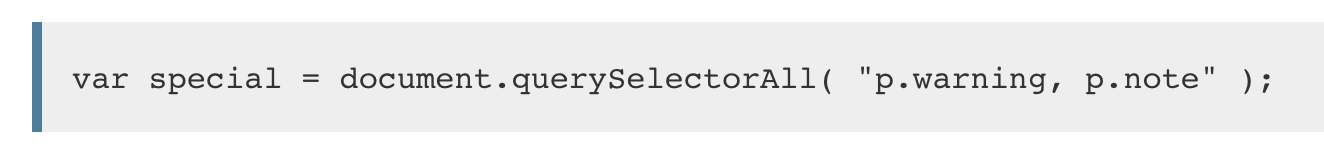 var special = document.querySelectorAll( "p.warning, p.note" );